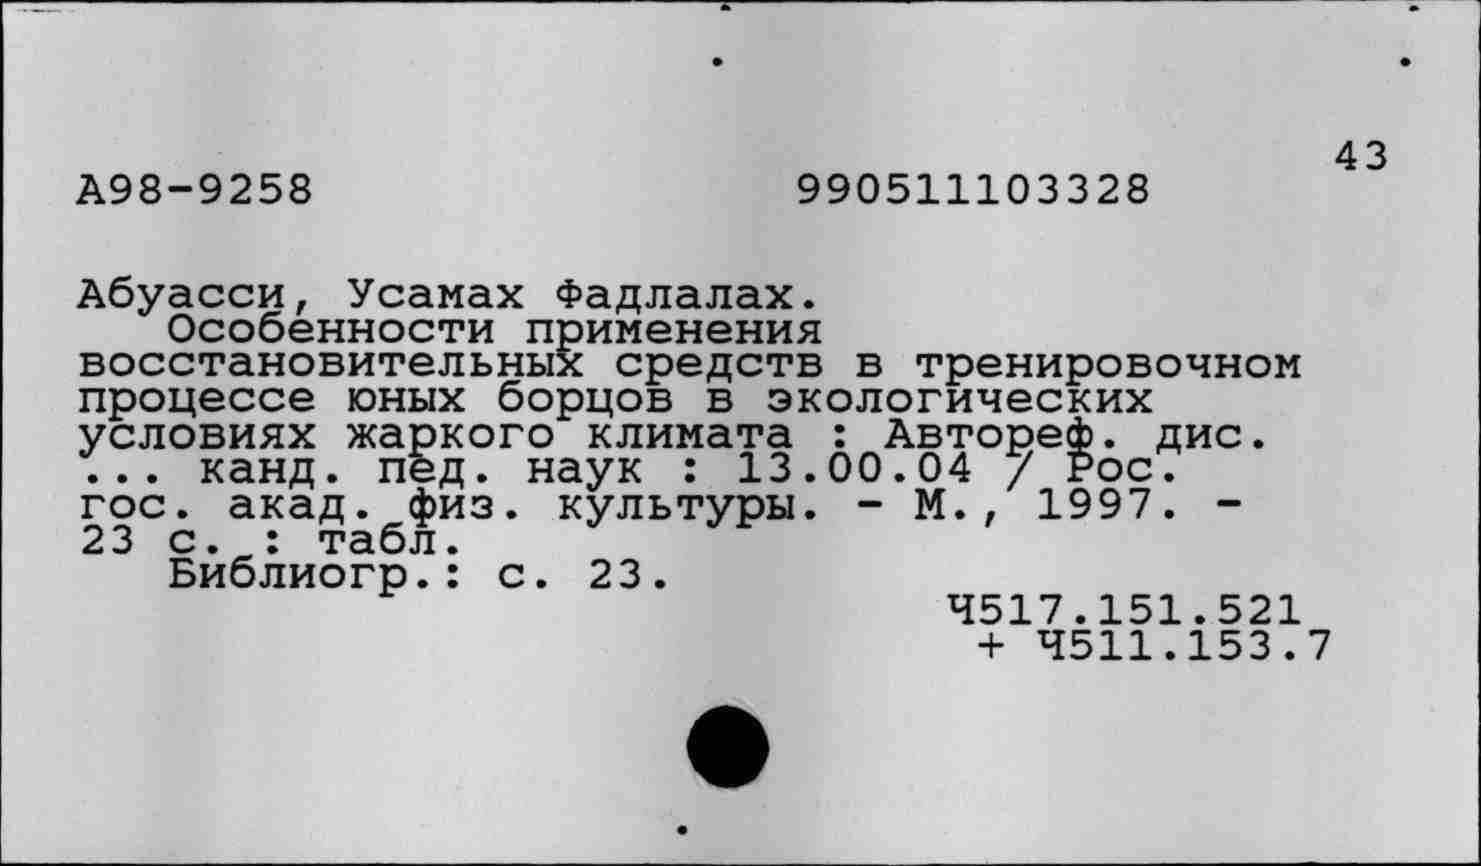 43
А98-9258 990511103328
Абуасси, Усамах Фадлалах.
Особенности применения
восстановительных средств в тренировочном
процессе юных борцов в экологических
условиях жаркого климата : Автореф. дис.
... канд. пед. наук : 13.00.04 / Рос.
гос. акад. физ. культуры. - М., 1997. -
23 с. : табл.
Библиогр.: с. 23.
Ч517.151.521
+ Ч511.153.7